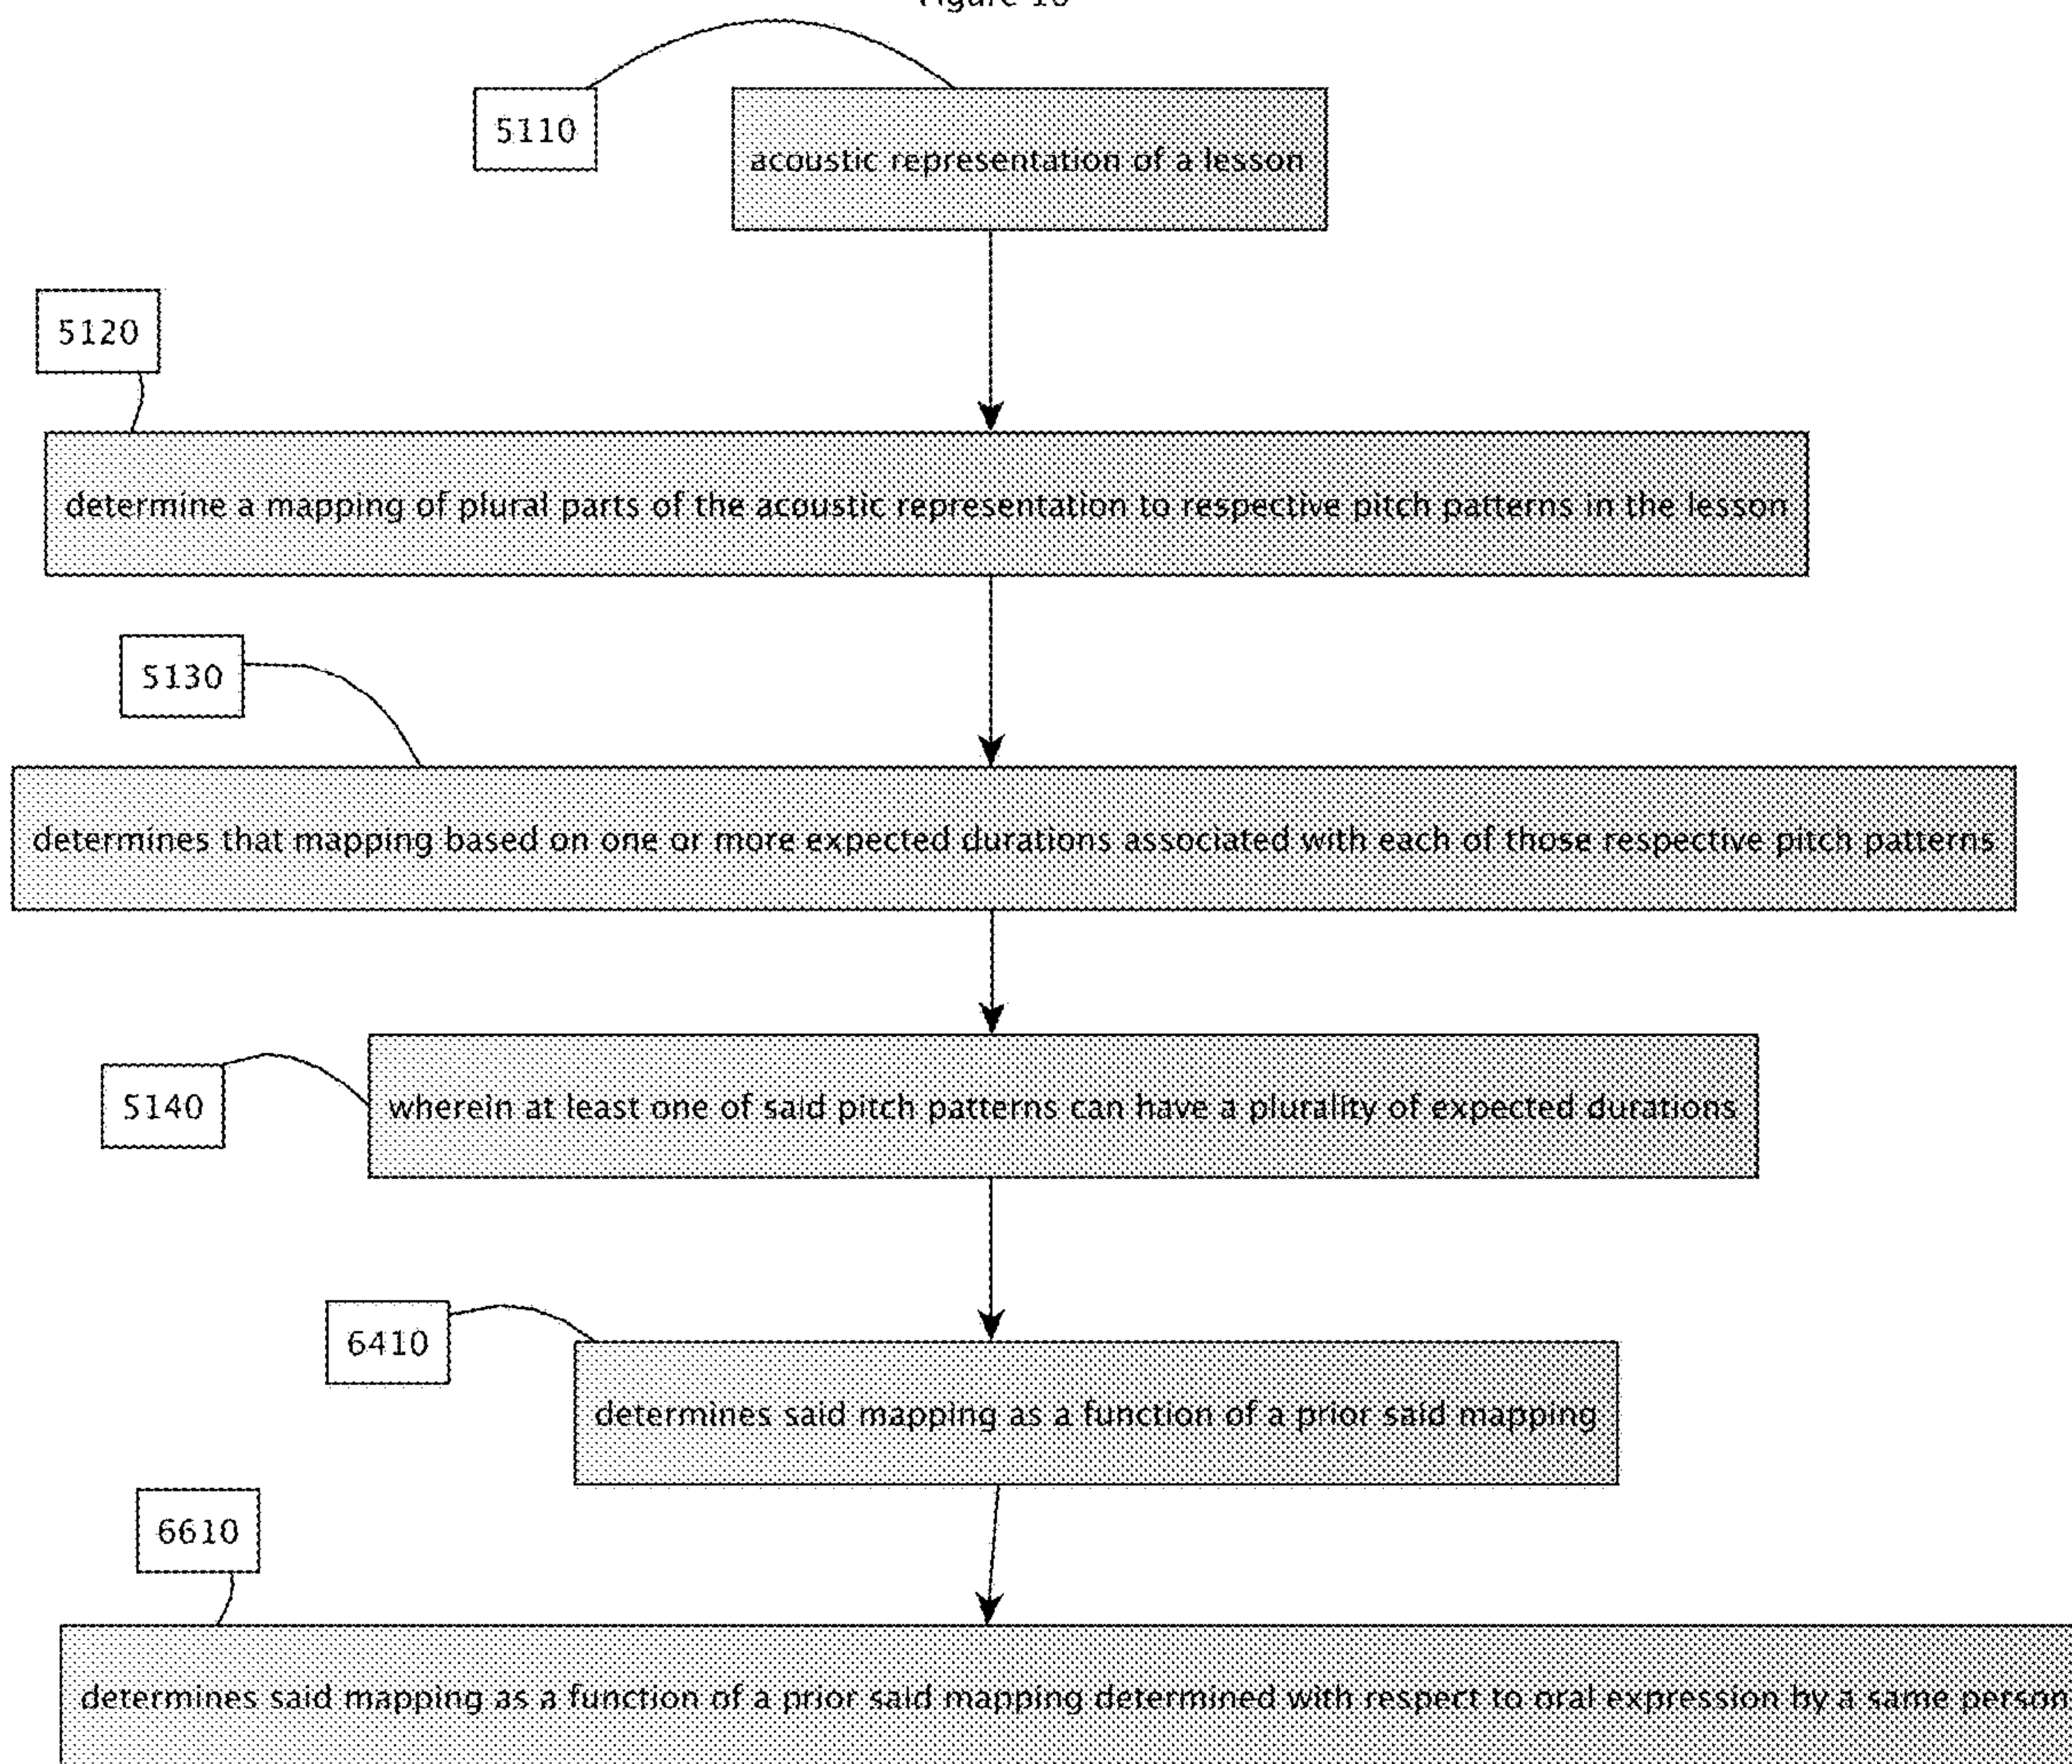 Figure 16
5110
acoustic representation of a lesson
5120
determine a mapping of plural parts of the acoustic representation to respective pitch patterns in the lesson
5130
determines that mapping based on one or more expected durations associated with each of those respective pitch patterns
5140
wherein at least one of said pitch patterns can have a plurality of expected durations
6410
determines said mapping as a function of a prior said mapping
6610
determines said mapping as a function of a prior said mapping determined with respect to oral expression by a same person